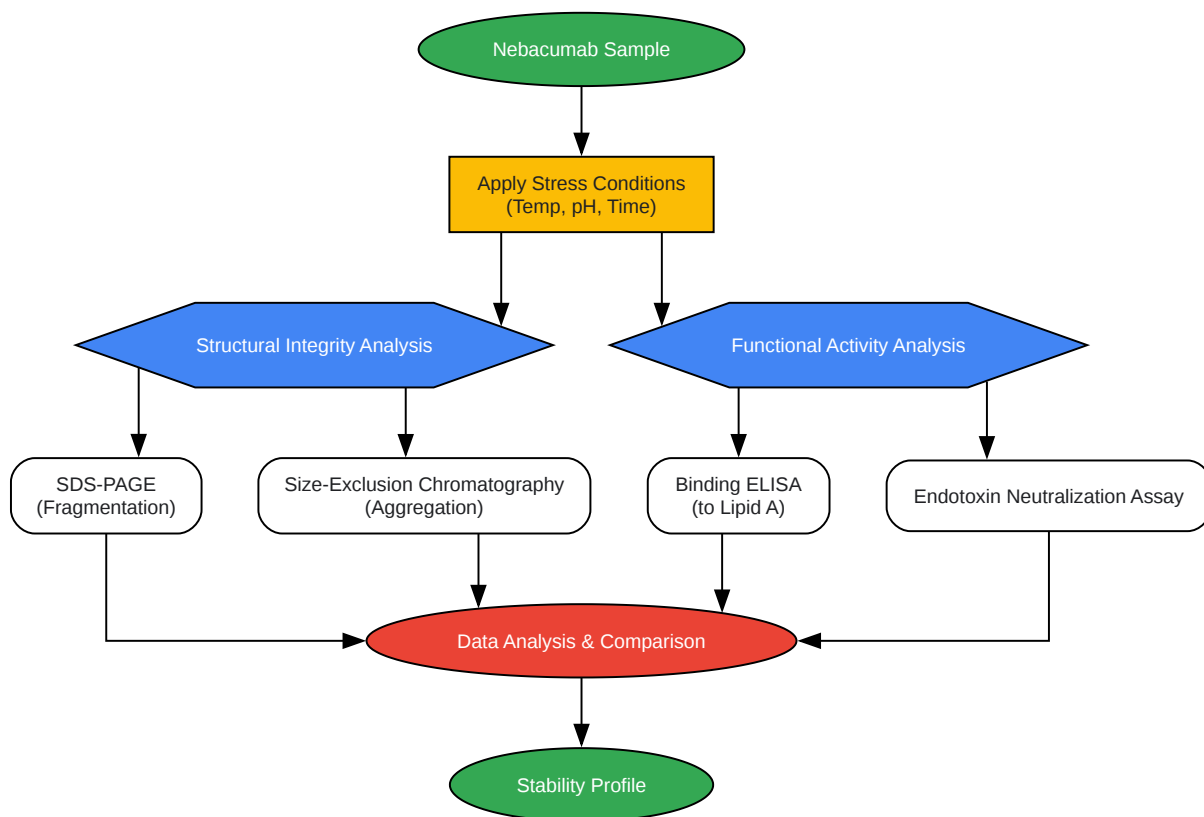 Nebacumab Sample
Apply Stress Conditions
(Temp, pH, Time)
Structural Integrity Analysis
Functional Activity Analysis
SDS-PAGE
(Fragmentation)
Size-Exclusion Chromatography
(Aggregation)
Binding ELISA
(to Lipid A)
Endotoxin Neutralization Assay
Data Analysis & Comparison
Stability Profile